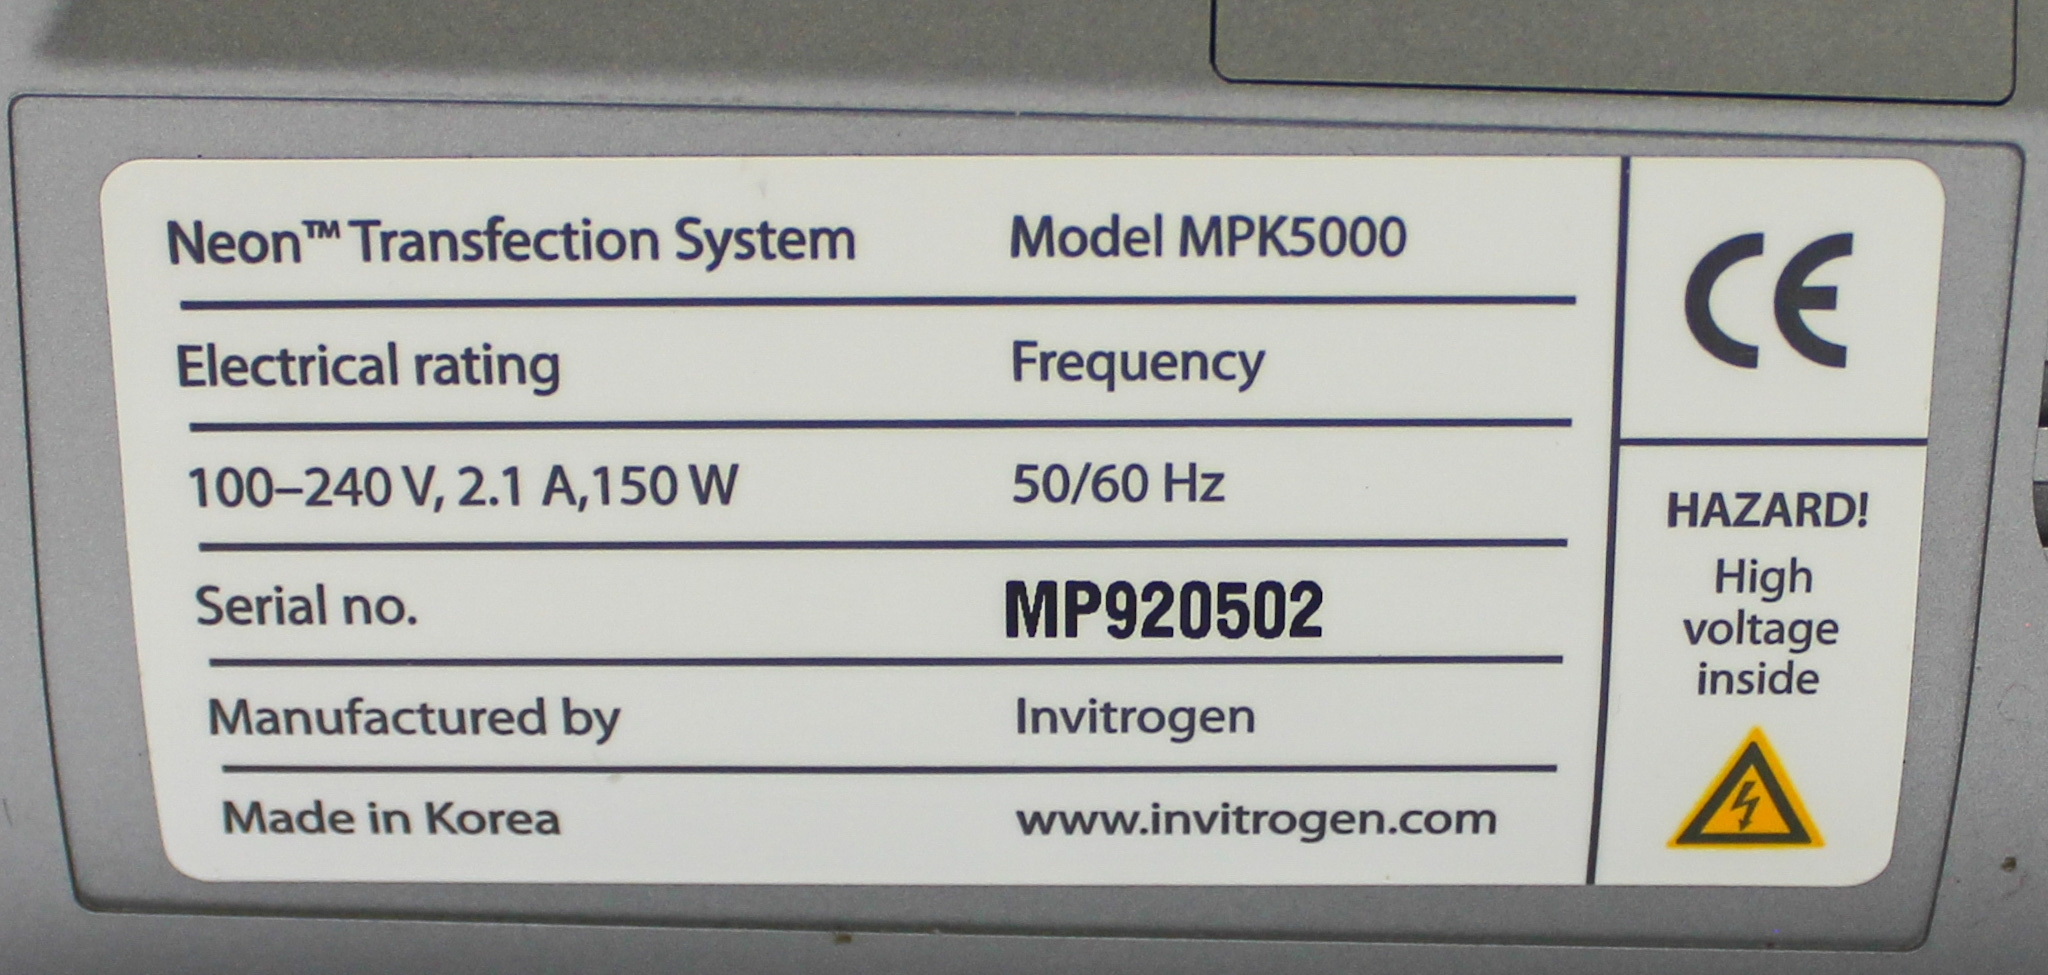 Neon™ Transfection System Model MPK5000
Electrical rating Frequency
100–240 V, 2.1 A,150 W 50/60 Hz
Serial no. MP920502
Manufactured by Invitrogen
Made in Korea www.invitrogen.com
CE
HAZARD!
High
voltage
inside